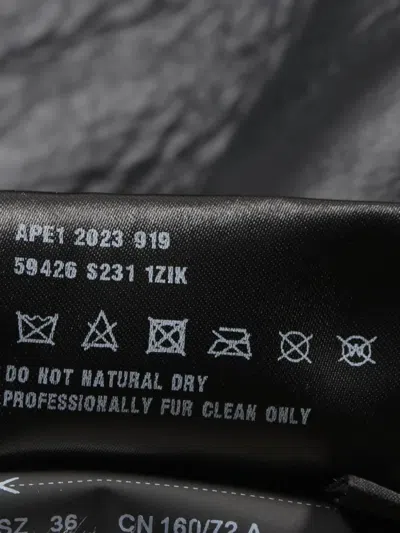 APE1 2023 919
59426 S231 1ZIK
DO NOT NATURAL DRY
PROFESSIONALLY FUR CLEAN ONLY
SZ 36 CN 160/72 A